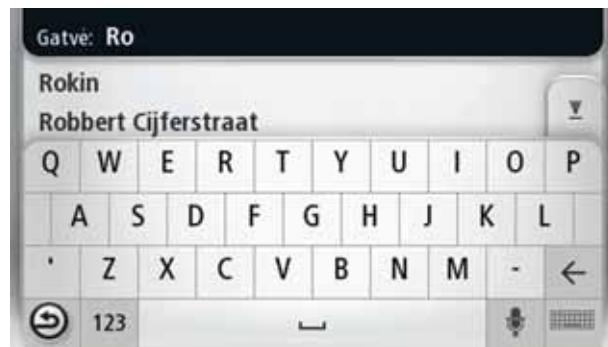 Gatvė: Ro
Rokin
Robbert Cijferstraat
Q W E R T Y U I O P
A S D F G H J K L
' Z X C V B N M - ←
123